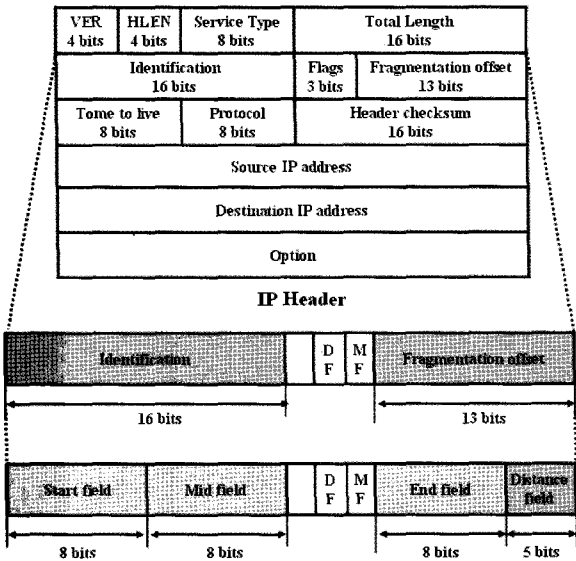 VER HLEN Service Type Total Length
4 bits 4 bits 8 bits 16 bits
Identification Flags Fragmentation offset
16 bits 3 bits 13 bits
Tome to live Protocol Header checksum
8 bits 8 bits 16 bits
Source IP address
Destination IP address
Option
IP Header
Identification D F M F Fragmentation offset
16 bits 13 bits
Start field Mid field D F M F End field Distance field
8 bits 8 bits 8 bits 5 bits